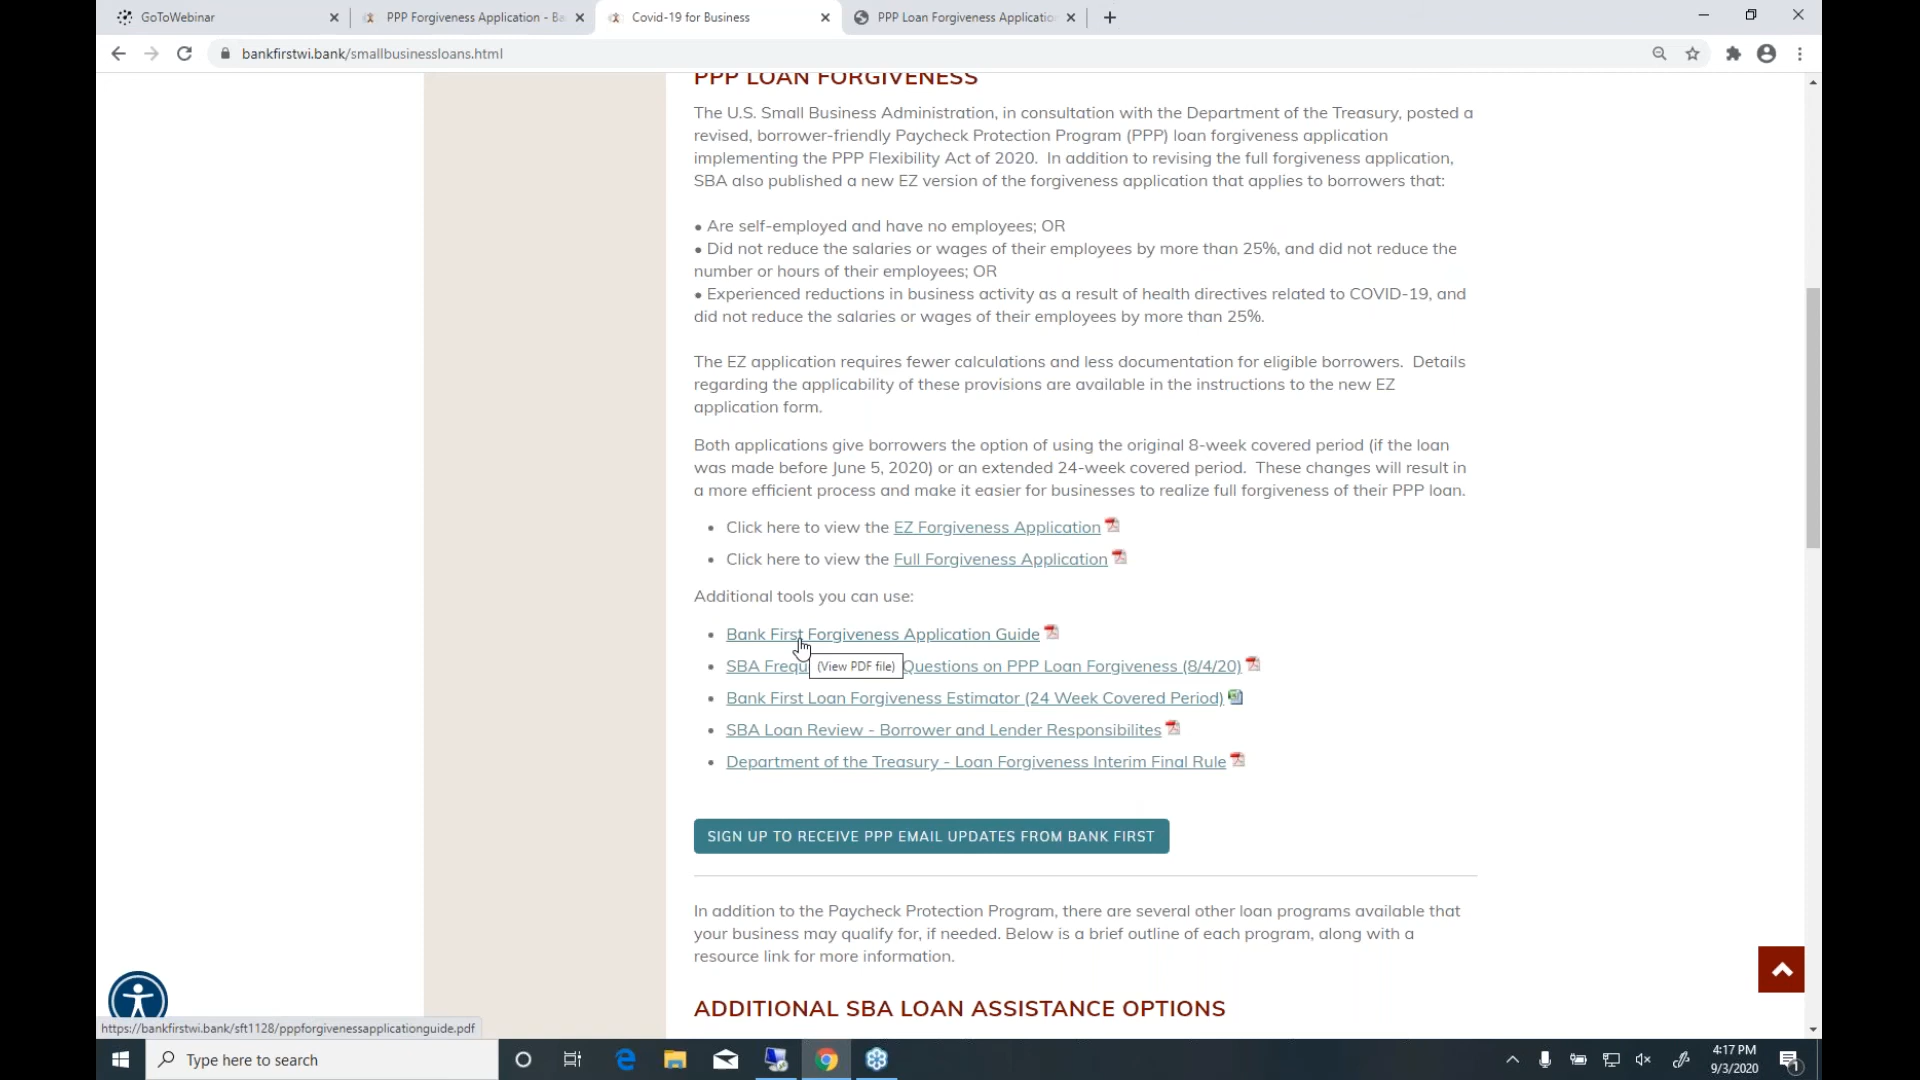 GoToWebinar
PPP Forgiveness Application - Ba
Covid-19 for Business
PPP Loan Forgiveness Applicatio
bankfirstwi.bank/smallbusinessloans.html
PPP LOAN FORGIVENESS
The U.S. Small Business Administration, in consultation with the Department of the Treasury, posted a
revised, borrower-friendly Paycheck Protection Program (PPP) loan forgiveness application
implementing the PPP Flexibility Act of 2020. In addition to revising the full forgiveness application,
SBA also published a new EZ version of the forgiveness application that applies to borrowers that:
• Are self-employed and have no employees; OR
• Did not reduce the salaries or wages of their employees by more than 25%, and did not reduce the
number or hours of their employees; OR
• Experienced reductions in business activity as a result of health directives related to COVID-19, and
did not reduce the salaries or wages of their employees by more than 25%.
The EZ application requires fewer calculations and less documentation for eligible borrowers. Details
regarding the applicability of these provisions are available in the instructions to the new EZ
application form.
Both applications give borrowers the option of using the original 8-week covered period (if the loan
was made before June 5, 2020) or an extended 24-week covered period. These changes will result in
a more efficient process and make it easier for businesses to realize full forgiveness of their PPP loan.
• Click here to view the EZ Forgiveness Application
• Click here to view the Full Forgiveness Application
Additional tools you can use:
• Bank First Forgiveness Application Guide
• SBA Frequ (View PDF file) Questions on PPP Loan Forgiveness (8/4/20)
• Bank First Loan Forgiveness Estimator (24 Week Covered Period)
• SBA Loan Review - Borrower and Lender Responsibilites
• Department of the Treasury - Loan Forgiveness Interim Final Rule
SIGN UP TO RECEIVE PPP EMAIL UPDATES FROM BANK FIRST
In addition to the Paycheck Protection Program, there are several other loan programs available that
your business may qualify for, if needed. Below is a brief outline of each program, along with a
resource link for more information.
ADDITIONAL SBA LOAN ASSISTANCE OPTIONS
https://bankfirstwi.bank/sft1128/pppforgivenessapplicationguide.pdf
Type here to search
4:17 PM
9/3/2020
1